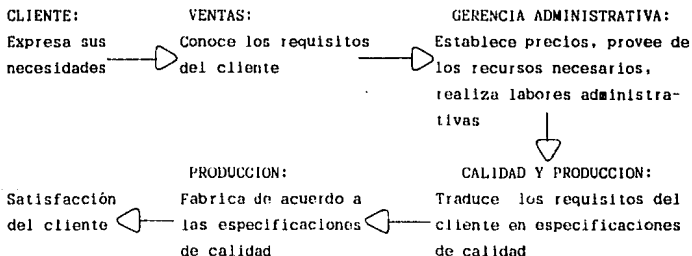 CLIENTE:
Expresa sus
necesidades
VENTAS:
Conoce los requisitos
del cliente
GERENCIA ADMINISTRATIVA:
Establece precios, provee de
los recursos necesarios,
realiza labores administra-
tivas
CALIDAD Y PRODUCCION:
Traduce los requisitos del
cliente en especificaciones
de calidad
PRODUCCION:
Fabrica de acuerdo a
las especificaciones
de calidad
Satisfacción
del cliente